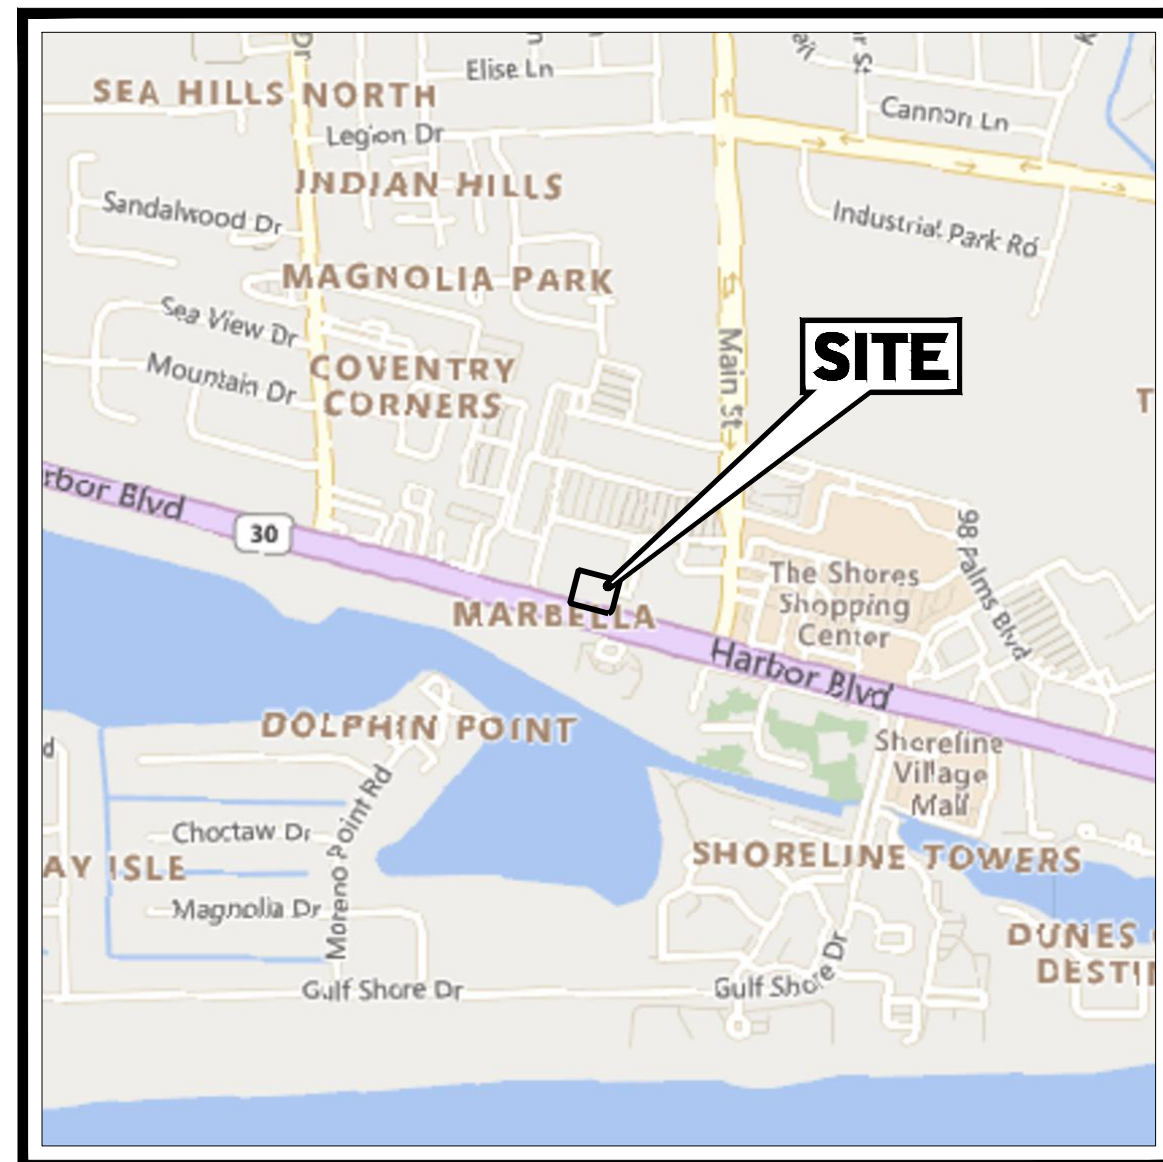 Dr
Elise Ln
SEA HILLS NORTH
Cannon Ln
Legion Dr
INDIAN HILLS
Sandalwood Dr
Industrial Park Rd
MAGNOLIA PARK
Sea View Dr
Main St
SITE
Mountain Dr
COVENTRY
CORNERS
T
rbor Blvd
30
98 Palms Blvd
The Shores
Shopping
Center
MARBELLA
Harbor Blvd
DOLPHIN POINT
d
Shoreline
Village
Mall
Moreno Point Rd
Choctaw Dr
AY ISLE
SHORELINE TOWERS
Magnolia Dr
DUNES
DESTI
Gulf Shore Dr
Gulf Shore Dr